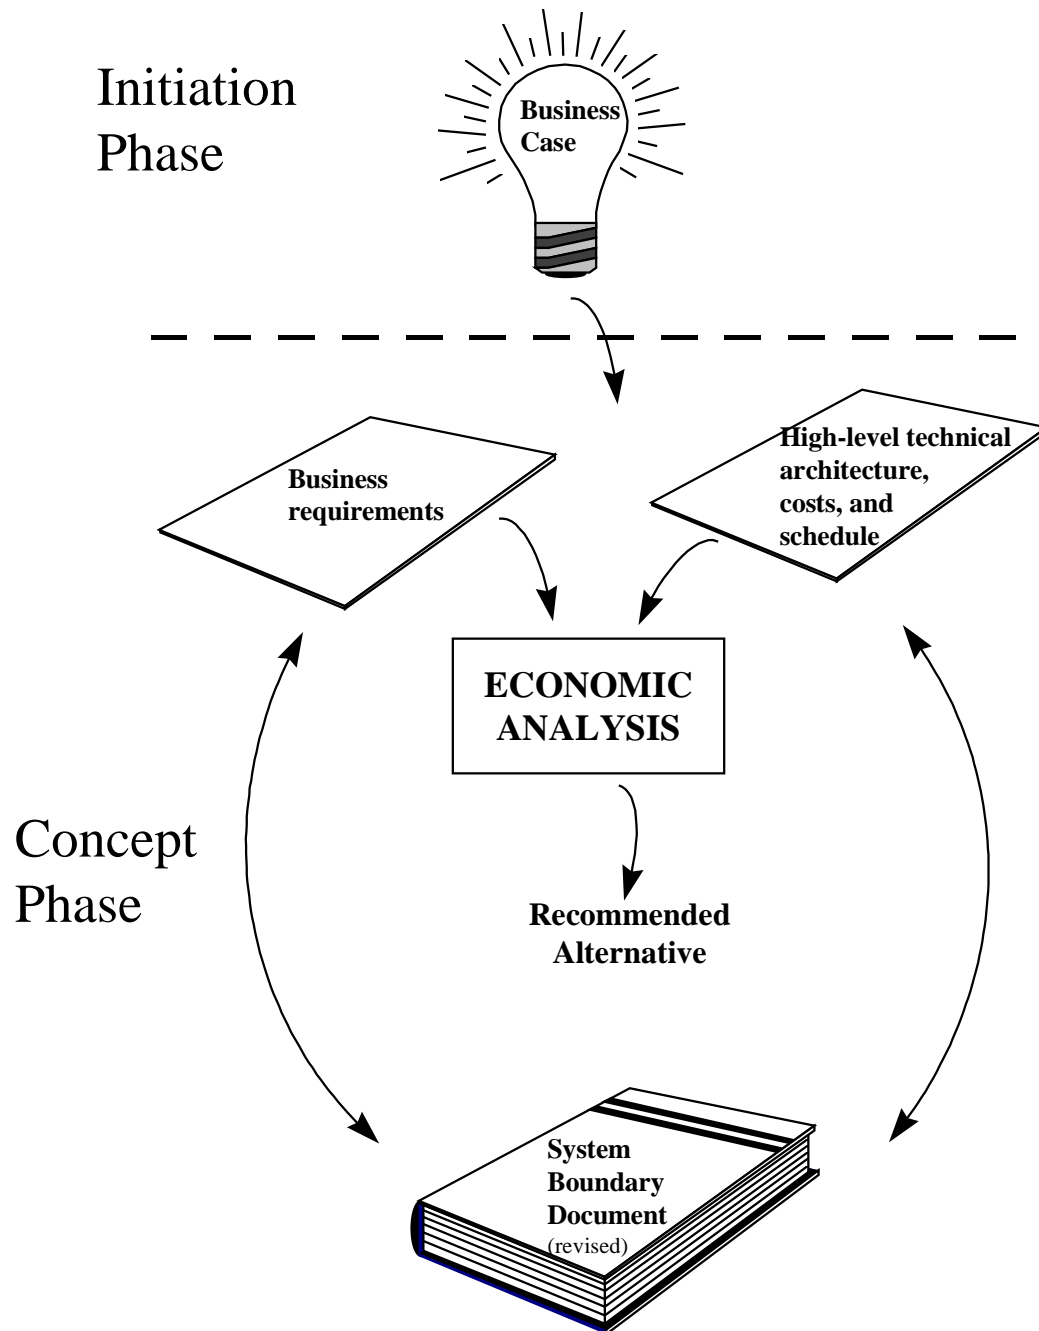 Initiation
Phase
Business
Case
Business
requirements
High-level technical
architecture,
costs, and
schedule
ECONOMIC
ANALYSIS
Concept
Phase
Recommended
Alternative
System
Boundary
Document
(revised)